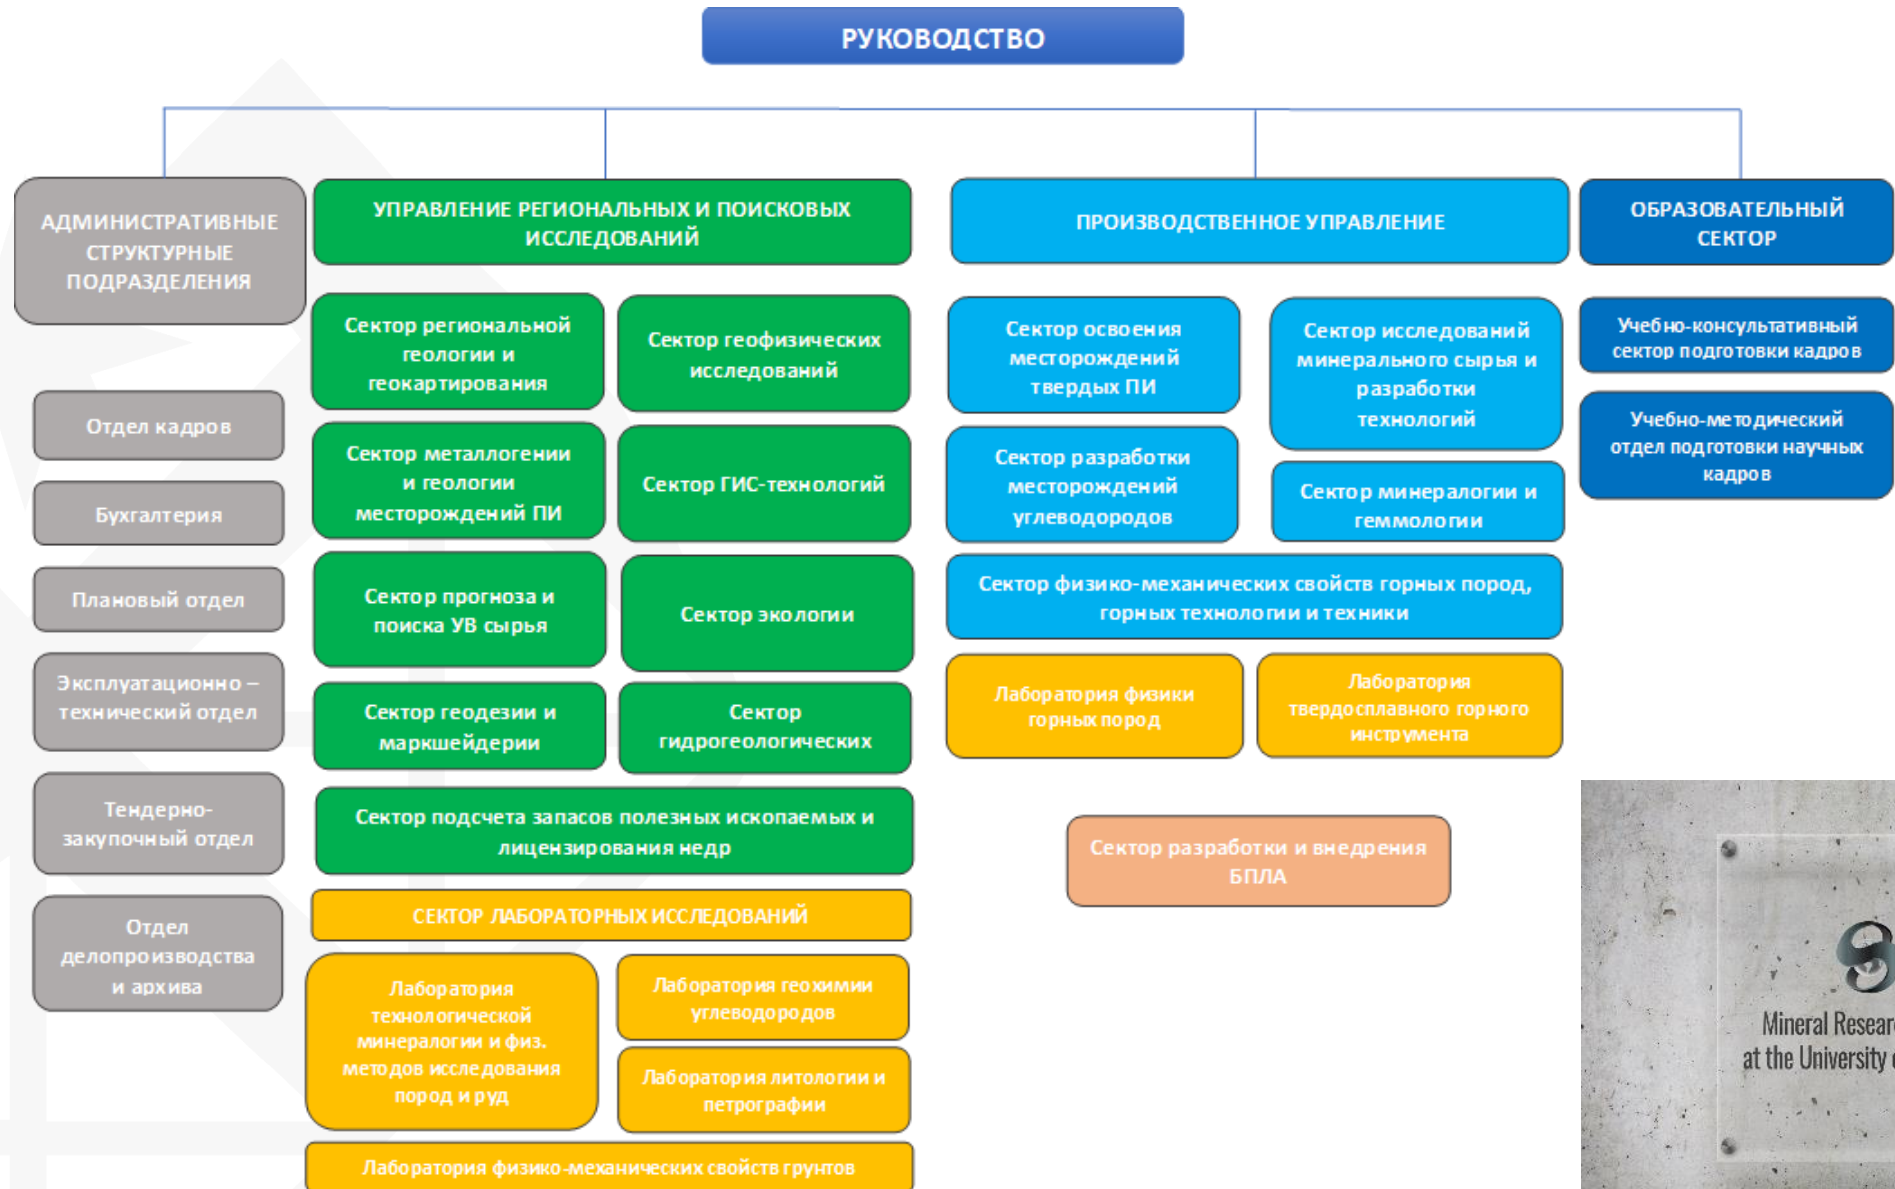 РУКОВОДСТВО
АДМИНИСТРАТИВНЫЕ
СТРУКТУРНЫЕ
ПОДРАЗДЕЛЕНИЯ
Отдел кадров
Бухгалтерия
Плановый отдел
Эксплуатационно –
технический отдел
Тендерно-
закупочный отдел
Отдел
делопроизводства
и архива
УПРАВЛЕНИЕ РЕГИОНАЛЬНЫХ И ПОИСКОВЫХ
ИССЛЕДОВАНИЙ
Сектор региональной
геологии и
геокартирования
Сектор геофизических
исследований
Сектор металлогении
и геологии
месторождений ПИ
Сектор ГИС-технологий
Сектор прогноза и
поиска УВ сырья
Сектор экологии
Сектор геодезии и
маркшейдерии
Сектор
гидрогеологических
Сектор подсчета запасов полезных ископаемых и
лицензирования недр
СЕКТОР ЛАБОРАТОРНЫХ ИССЛЕДОВАНИЙ
Лаборатория
технологической
минералогии и физ.
методов исследования
пород и руд
Лаборатория геохимии
углеводородов
Лаборатория литологии и
петрографии
Лаборатория физико-механических свойств грунтов
ПРОИЗВОДСТВЕННОЕ УПРАВЛЕНИЕ
Сектор освоения
месторождений
твердых ПИ
Сектор исследований
минерального сырья и
разработки
технологий
Сектор разработки
месторождений
углеводородов
Сектор минералогии и
геммологии
Сектор физико-механических свойств горных пород,
горных технологии и техники
Лаборатория физики
горных пород
Лаборатория
твердосплавного горного
инструмента
Сектор разработки и внедрения
БПЛА
ОБРАЗОВАТЕЛЬНЫЙ
СЕКТОР
Учебно-консультативный
сектор подготовки кадров
Учебно-методический
отдел подготовки научных
кадров
Mineral
at the University